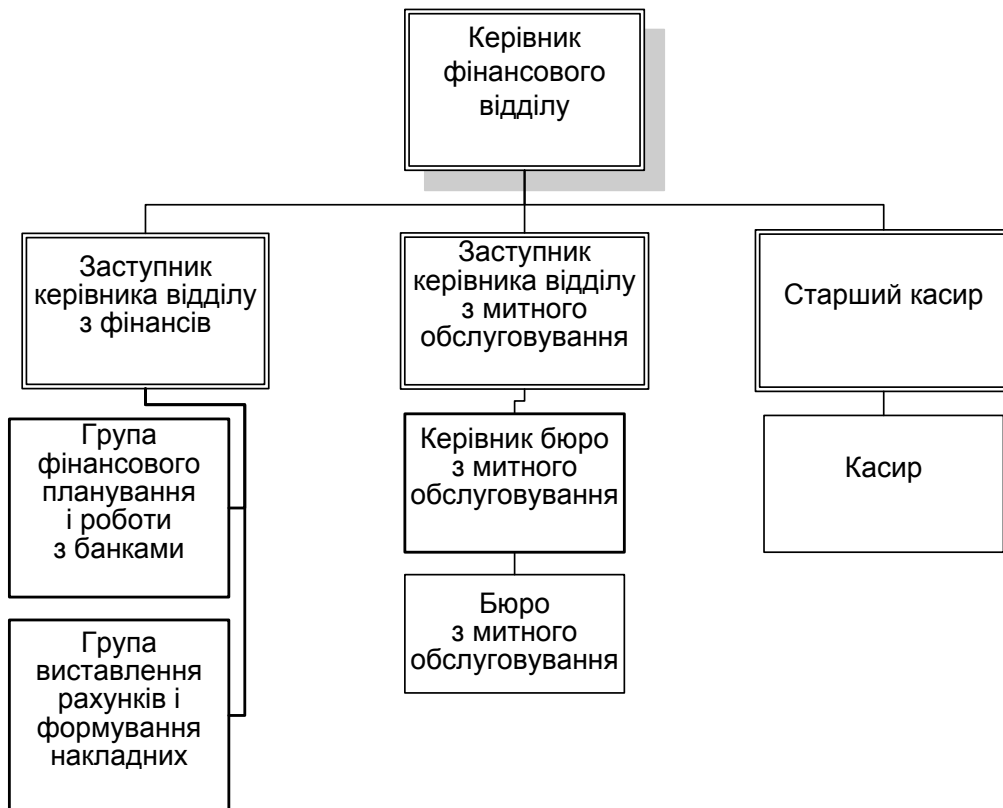 Керівник
фінансового
відділу
Заступник
керівника відділу
з фінансів
Заступник
керівника відділу
з митного
обслуговування
Старший касир
Група
фінансового
планування
і роботи
з банками
Керівник бюро
з митного
обслуговування
Касир
Бюро
з митного
обслуговування
Група
виставлення
рахунків і
формування
накладних